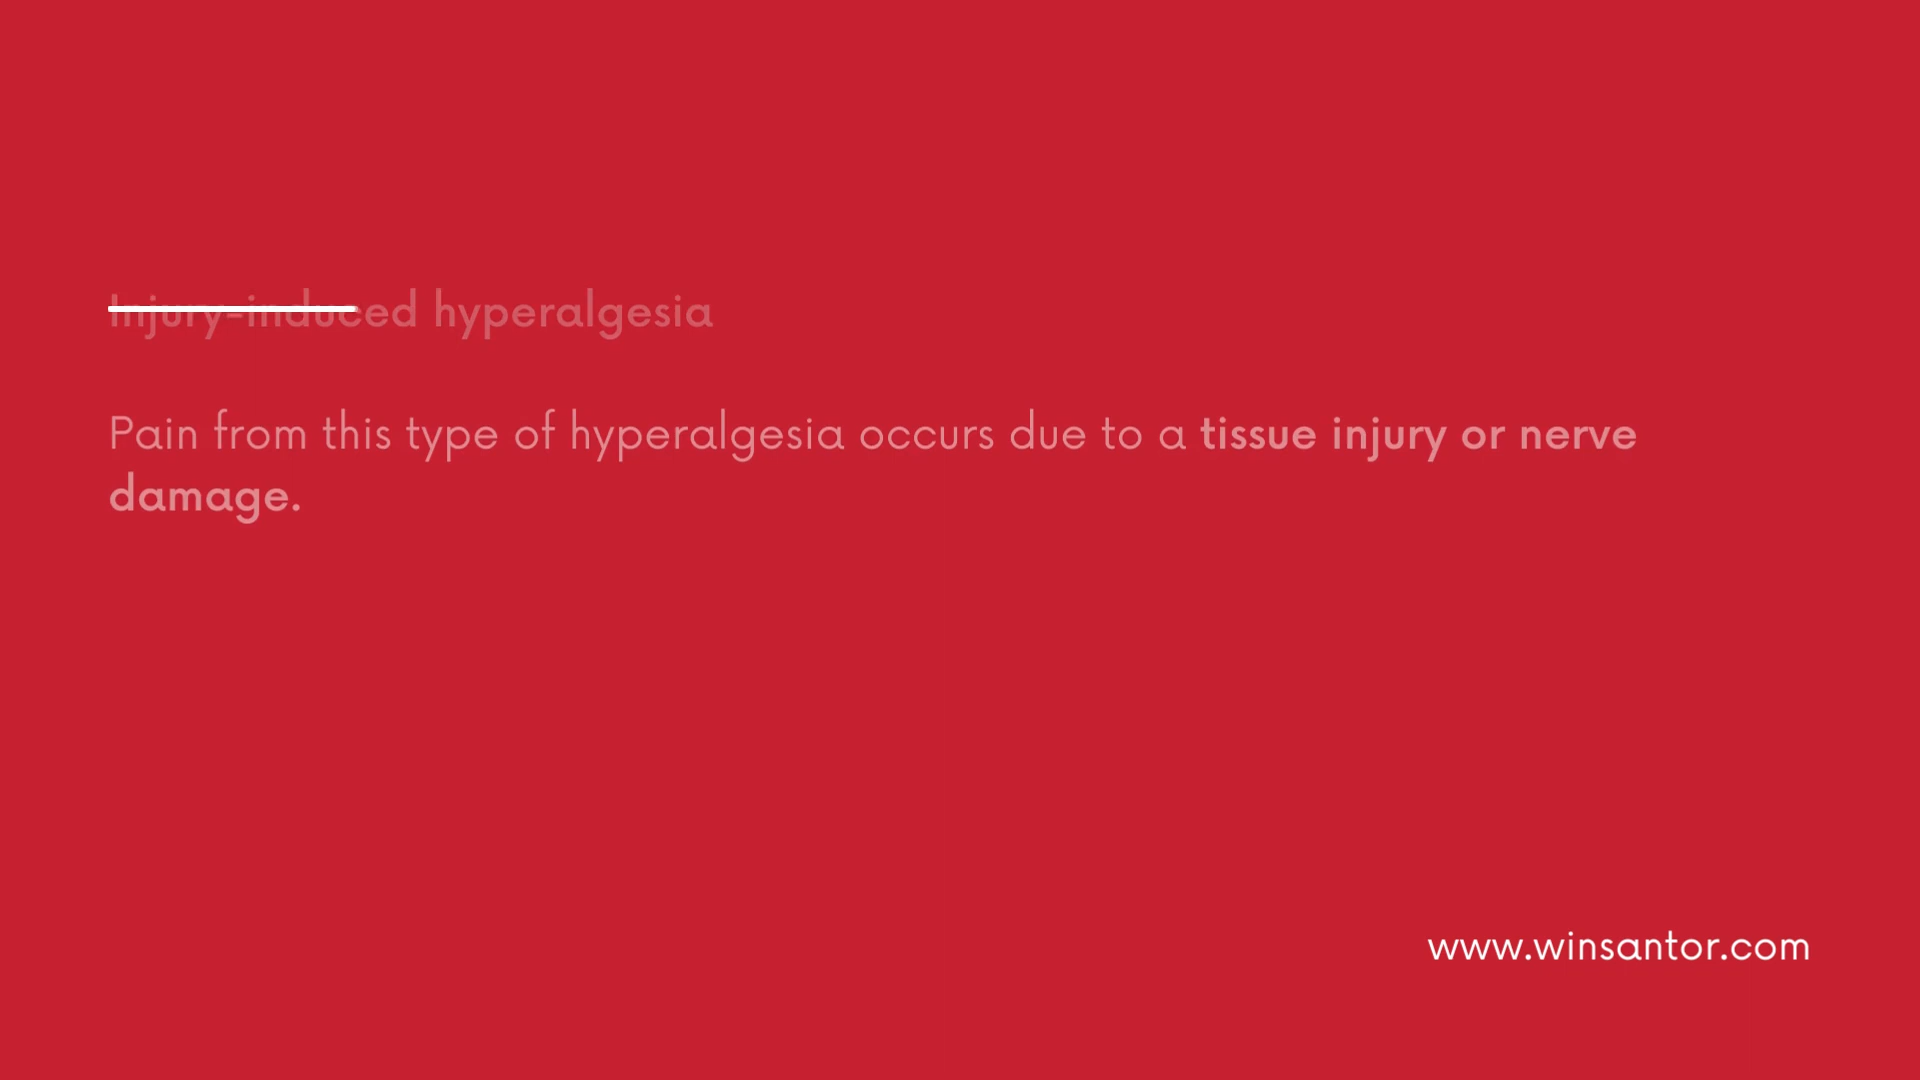 Injury-induced hyperalgesia
Pain from this type of hyperalgesia occurs due to a tissue injury or nerve
damage.
www.winsantor.com